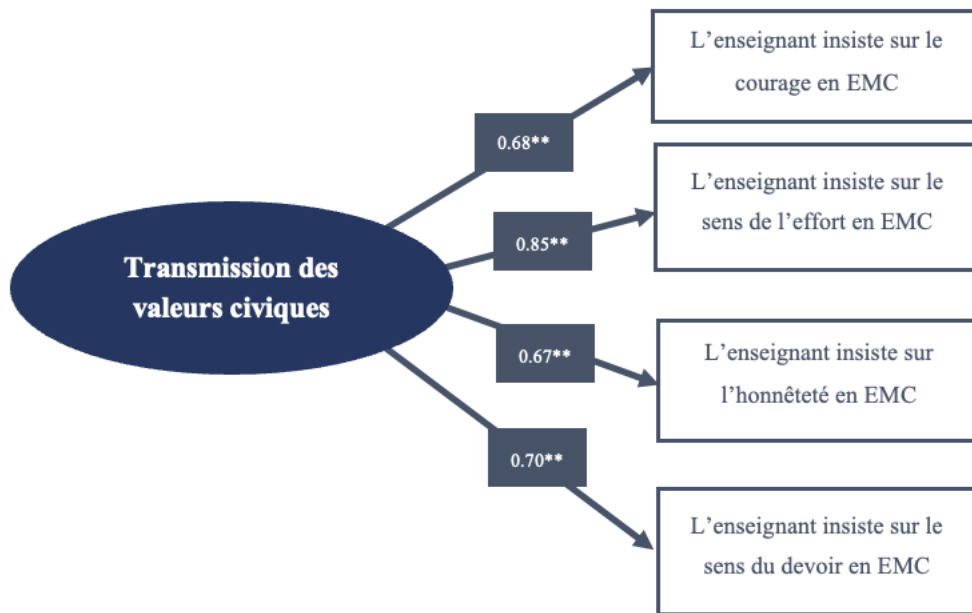 L’enseignant insiste sur le
courage en EMC
0.68**
L’enseignant insiste sur le
sens de l’effort en EMC
0.85**
Transmission des
valeurs civiques
L’enseignant insiste sur
l’honnêteté en EMC
0.67**
0.70**
L’enseignant insiste sur le
sens du devoir en EMC